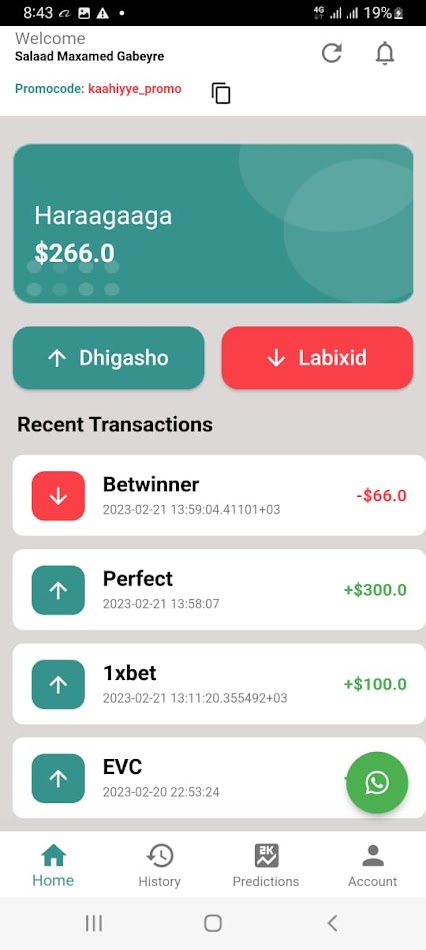 8:43
4G
19%
Welcome
Salaad Maxamed Gabeyre
Promocode: kaahiyye_promo
Haraagaaga
$266.0
Dhigasho
Labixid
Recent Transactions
Betwinner
-$66.0
2023-02-21 13:59:04.41101+03
Perfect
+$300.0
2023-02-21 13:58:07
1xbet
+$100.0
2023-02-21 13:11:20.355492+03
EVC
2023-02-20 22:53:24
2K
Home
History
Predictions
Account